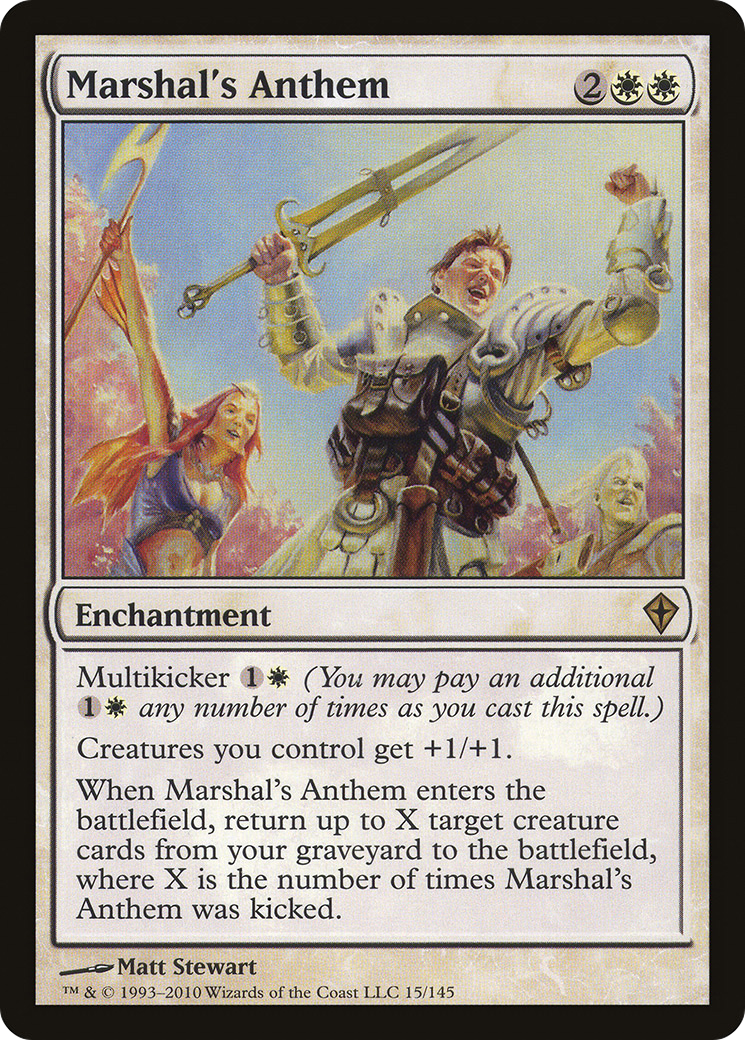 Marshal's Anthem 2
Enchantment
Multikicker 1 (You may pay an additional
1 any number of times as you cast this spell.)
Creatures you control get +1/+1.
When Marshal's Anthem enters the
battlefield, return up to X target creature
cards from your graveyard to the battlefield,
where X is the number of times Marshal's
Anthem was kicked.
Matt Stewart
™ & © 1993–2010 Wizards of the Coast LLC 15/145